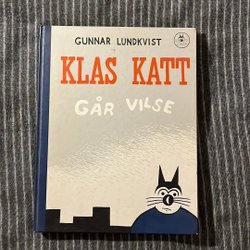 GUNNAR LUNDKVIST
KLAS KATT
GÅR VILSE